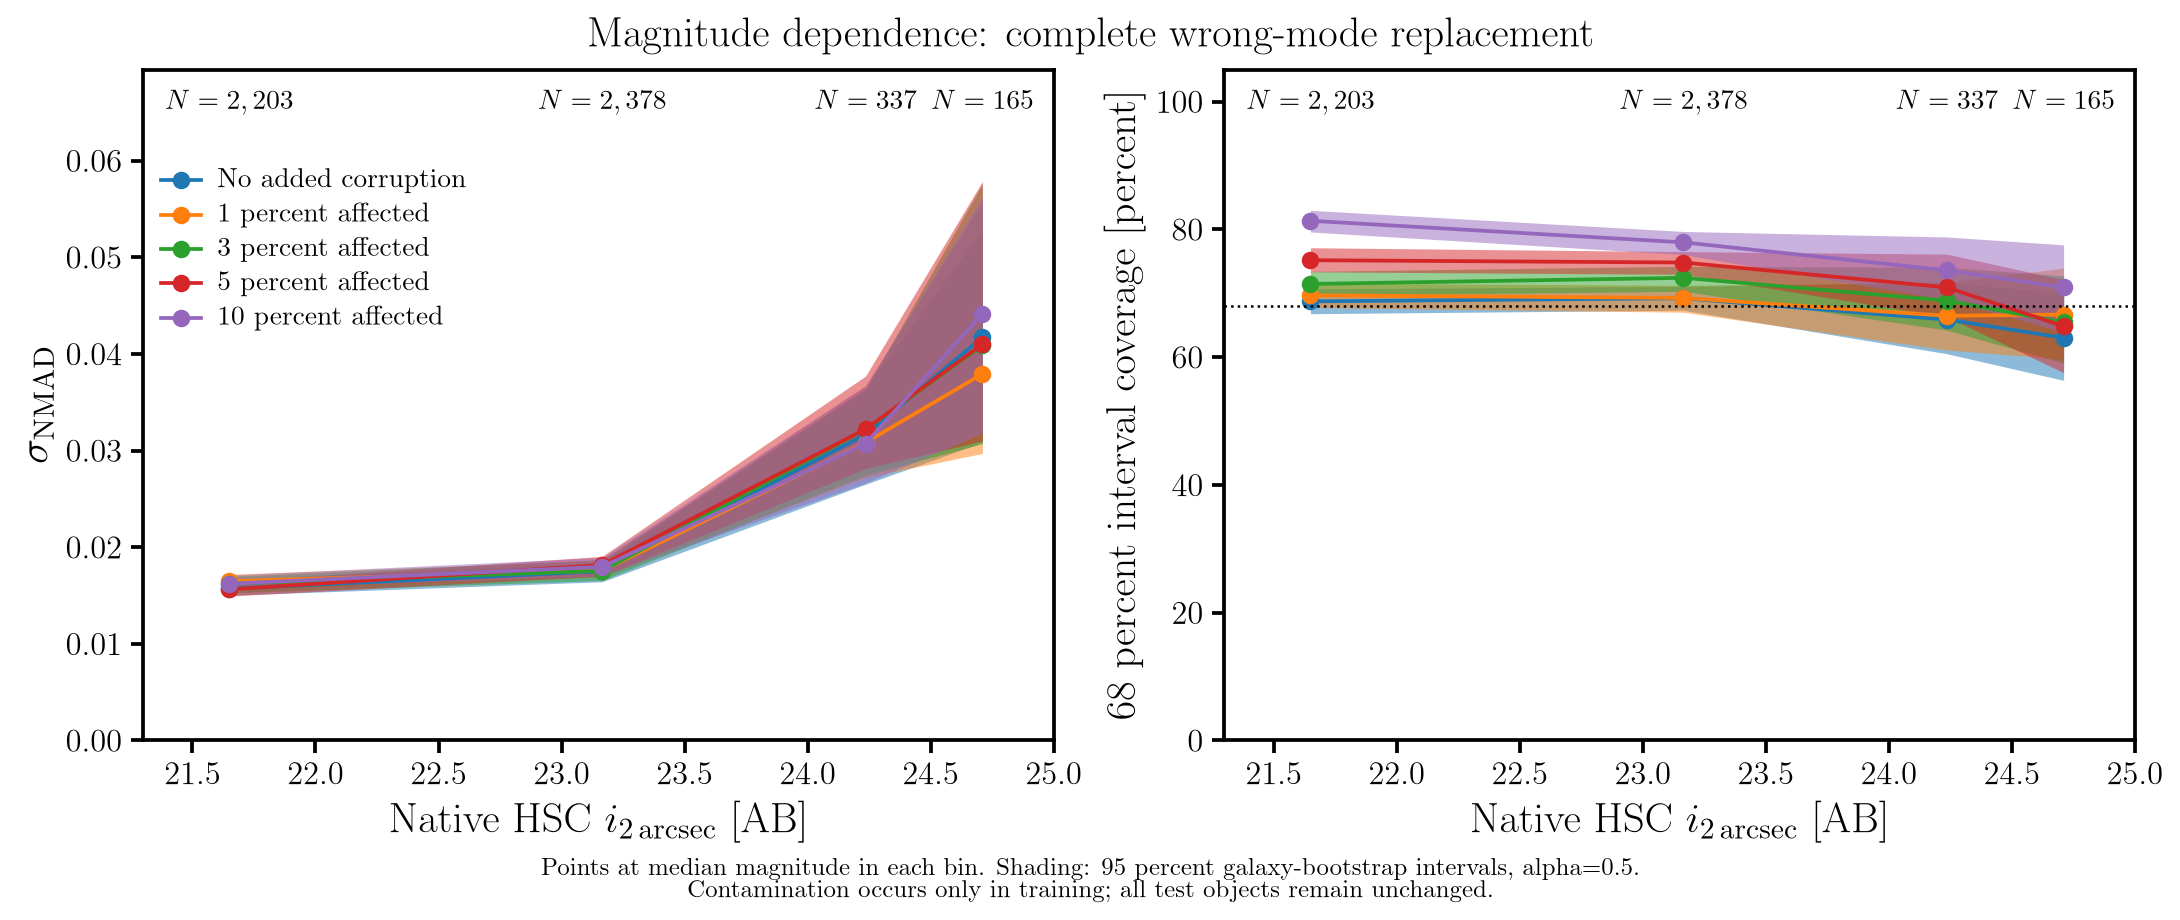 Magnitude dependence: complete wrong-mode replacement
N = 2,203
N = 2,378
N = 337
N = 165
No added corruption
1 percent affected
3 percent affected
5 percent affected
10 percent affected
σNMAD
0.06
0.05
0.04
0.03
0.02
0.01
0.00
21.5 22.0 22.5 23.0 23.5 24.0 24.5 25.0
Native HSC i2 arcsec [AB]
N = 2,203
N = 2,378
N = 337
N = 165
68 percent interval coverage [percent]
100
80
60
40
20
0
21.5 22.0 22.5 23.0 23.5 24.0 24.5 25.0
Native HSC i2 arcsec [AB]
Points at median magnitude in each bin. Shading: 95 percent galaxy-bootstrap intervals, alpha=0.5.
Contamination occurs only in training; all test objects remain unchanged.